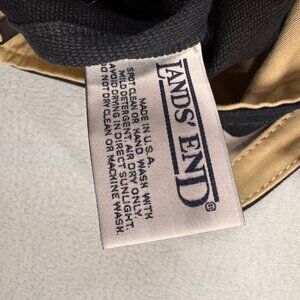 LANDS' END®
MADE IN U.S.A.
SPOT CLEAN OR HAND WASH WITH
MILD DETERGENT. AIR DRY ONLY.
AVOID DRYING IN DIRECT SUNLIGHT.
DO NOT DRY CLEAN OR MACHINE WASH.